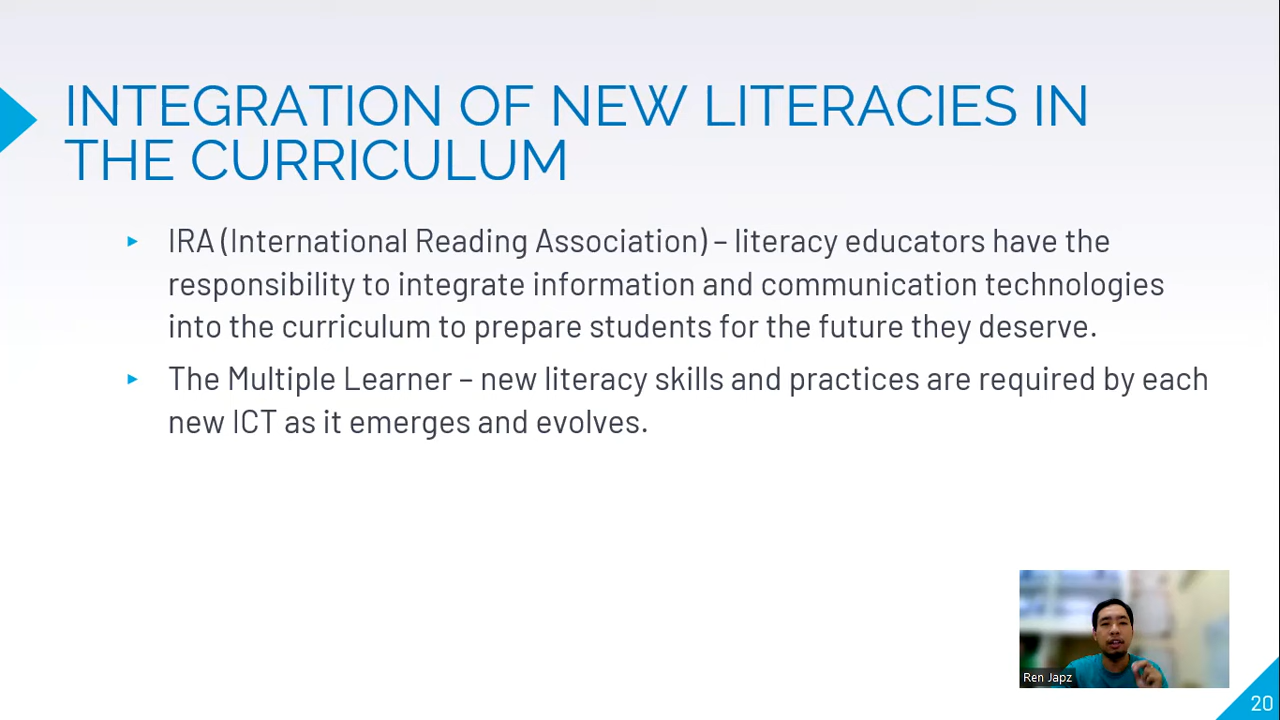 INTEGRATION OF NEW LITERACIES IN
THE CURRICULUM
IRA (International Reading Association) – literacy educators have the
responsibility to integrate information and communication technologies
into the curriculum to prepare students for the future they deserve.
The Multiple Learner – new literacy skills and practices are required by each
new ICT as it emerges and evolves.
Ren Japz
20